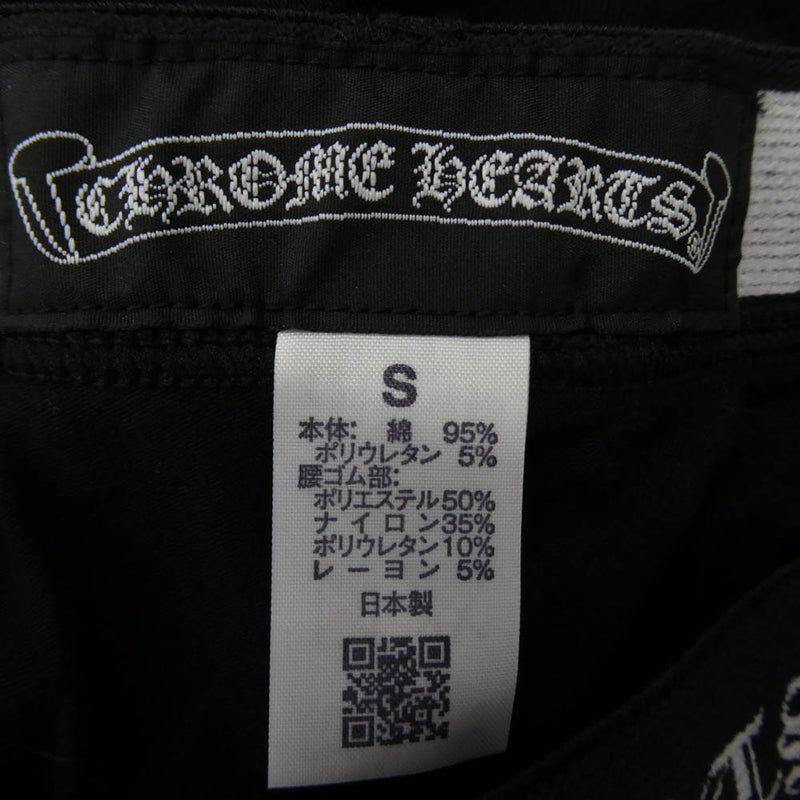 CHROME HEARTS®
S
本体: 綿 95%
ポリウレタン 5%
腰ゴム部:
ポリエステル50%
ナイロン35%
ポリウレタン10%
レーヨン 5%
日本製